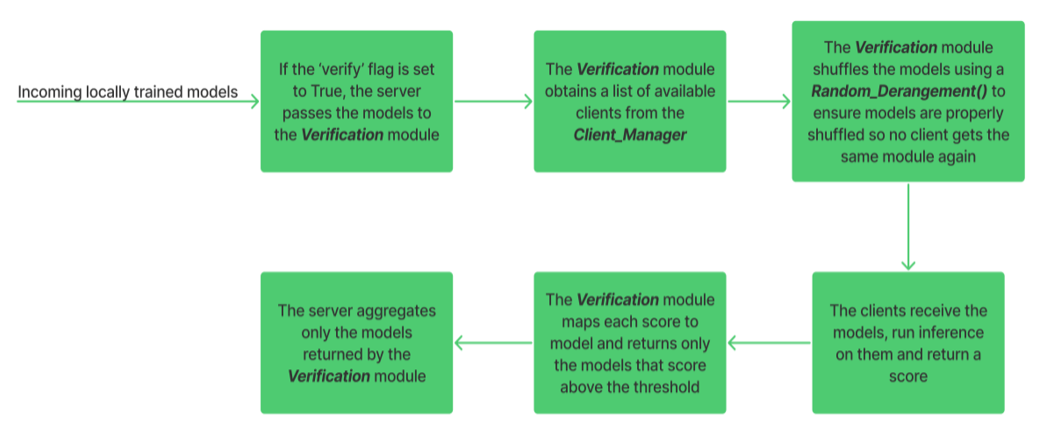 Incoming locally trained models
If the 'verify' flag is set
to True, the server
passes the models to
the Verification module
The Verification module
obtains a list of available
clients from the
Client_Manager
The Verification module
shuffles the models using a
Random_Derangement() to
ensure models are properly
shuffled so no client gets the
same module again
The clients receive the
models, run inference
on them and return a
score
The Verification module
maps each score to
model and returns only
the models that score
above the threshold
The server aggregates
only the models
returned by the
Verification module